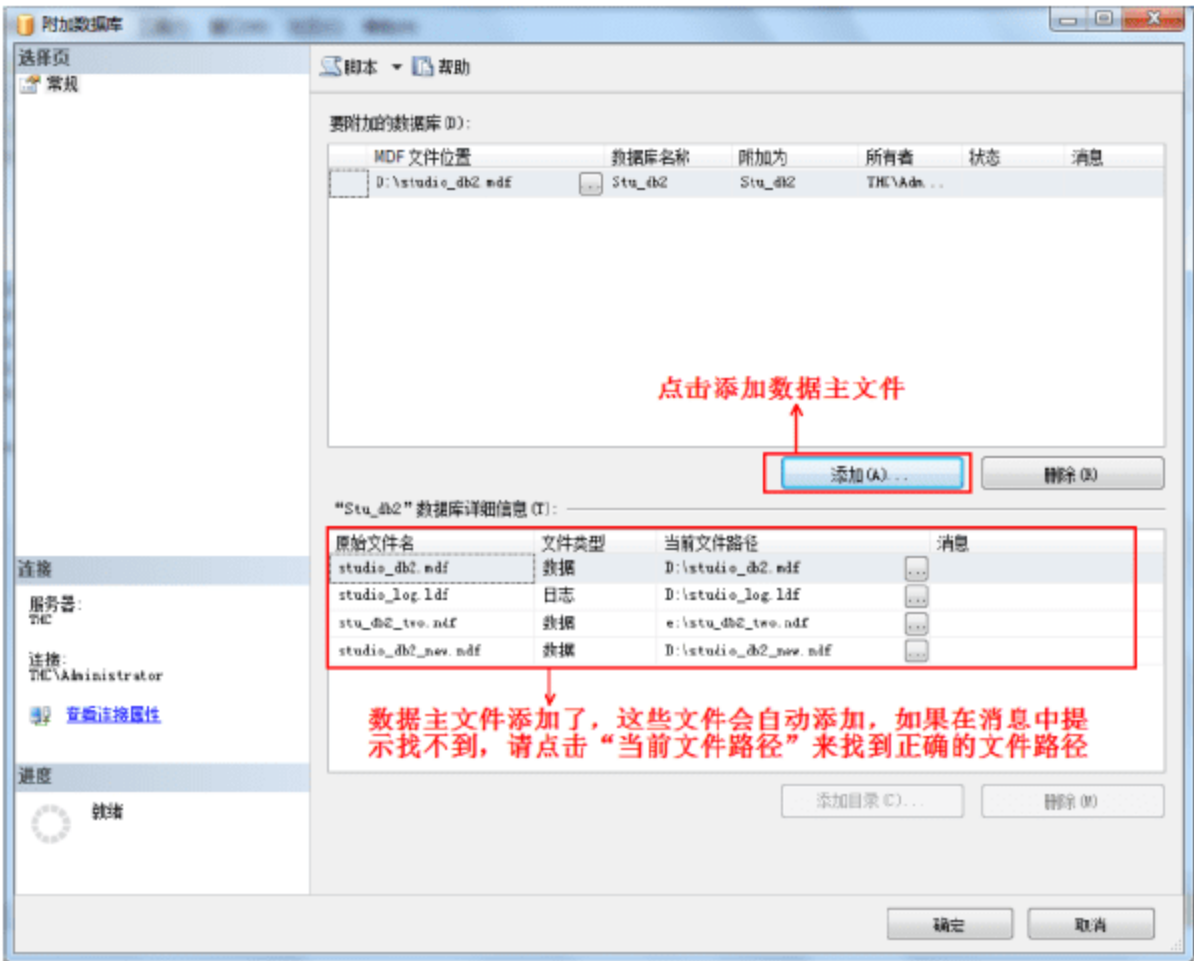 附加数据库
选择页
常规
脚本 帮助
要附加的数据库(D):
MDF 文件位置 数据库名称 附加为 所有者 状态 消息
D:\studio_db2.mdf ... Stu_db2 Stu_db2 THC\Adm...
点击添加数据主文件
添加(A)... 删除(R)
“Stu_db2”数据库详细信息(T):
原始文件名 文件类型 当前文件路径 消息
studio_db2.mdf 数据 D:\studio_db2.mdf ...
studio_log.ldf 日志 D:\studio_log.ldf ...
stu_db2_two.ndf 数据 e:\stu_db2_two.ndf ...
studio_db2_new.ndf 数据 D:\studio_db2_new.ndf ...
数据主文件添加了，这些文件会自动添加，如果在消息中提
示找不到，请点击“当前文件路径”来找到正确的文件路径
添加目录(C)... 删除(M)
连接
服务器:
THC
连接:
THC\Administrator
查看连接属性
进度
就绪
确定 取消